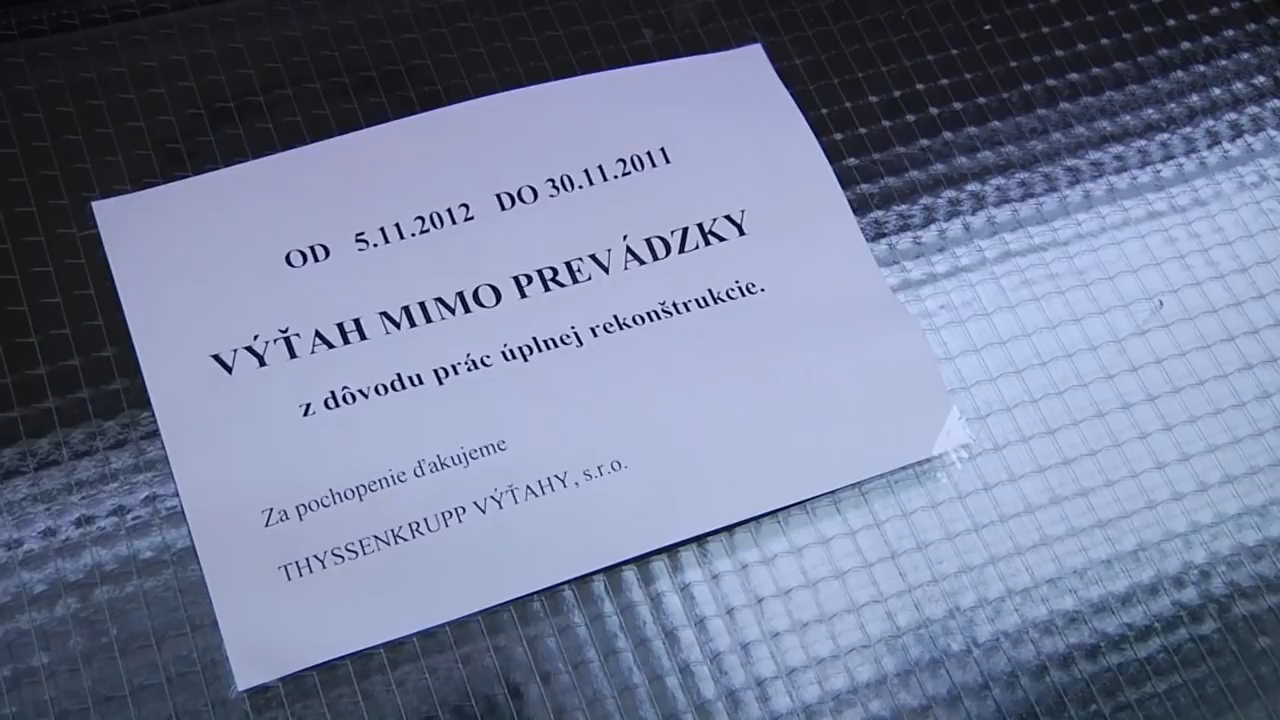 OD 5.11.2012 DO 30.11.2011
VÝŤAH MIMO PREVÁDZKY
z dôvodu prác úplnej rekonštrukcie.
Za pochopenie ďakujeme
THYSSENKRUPP VÝŤAHY, s.r.o.